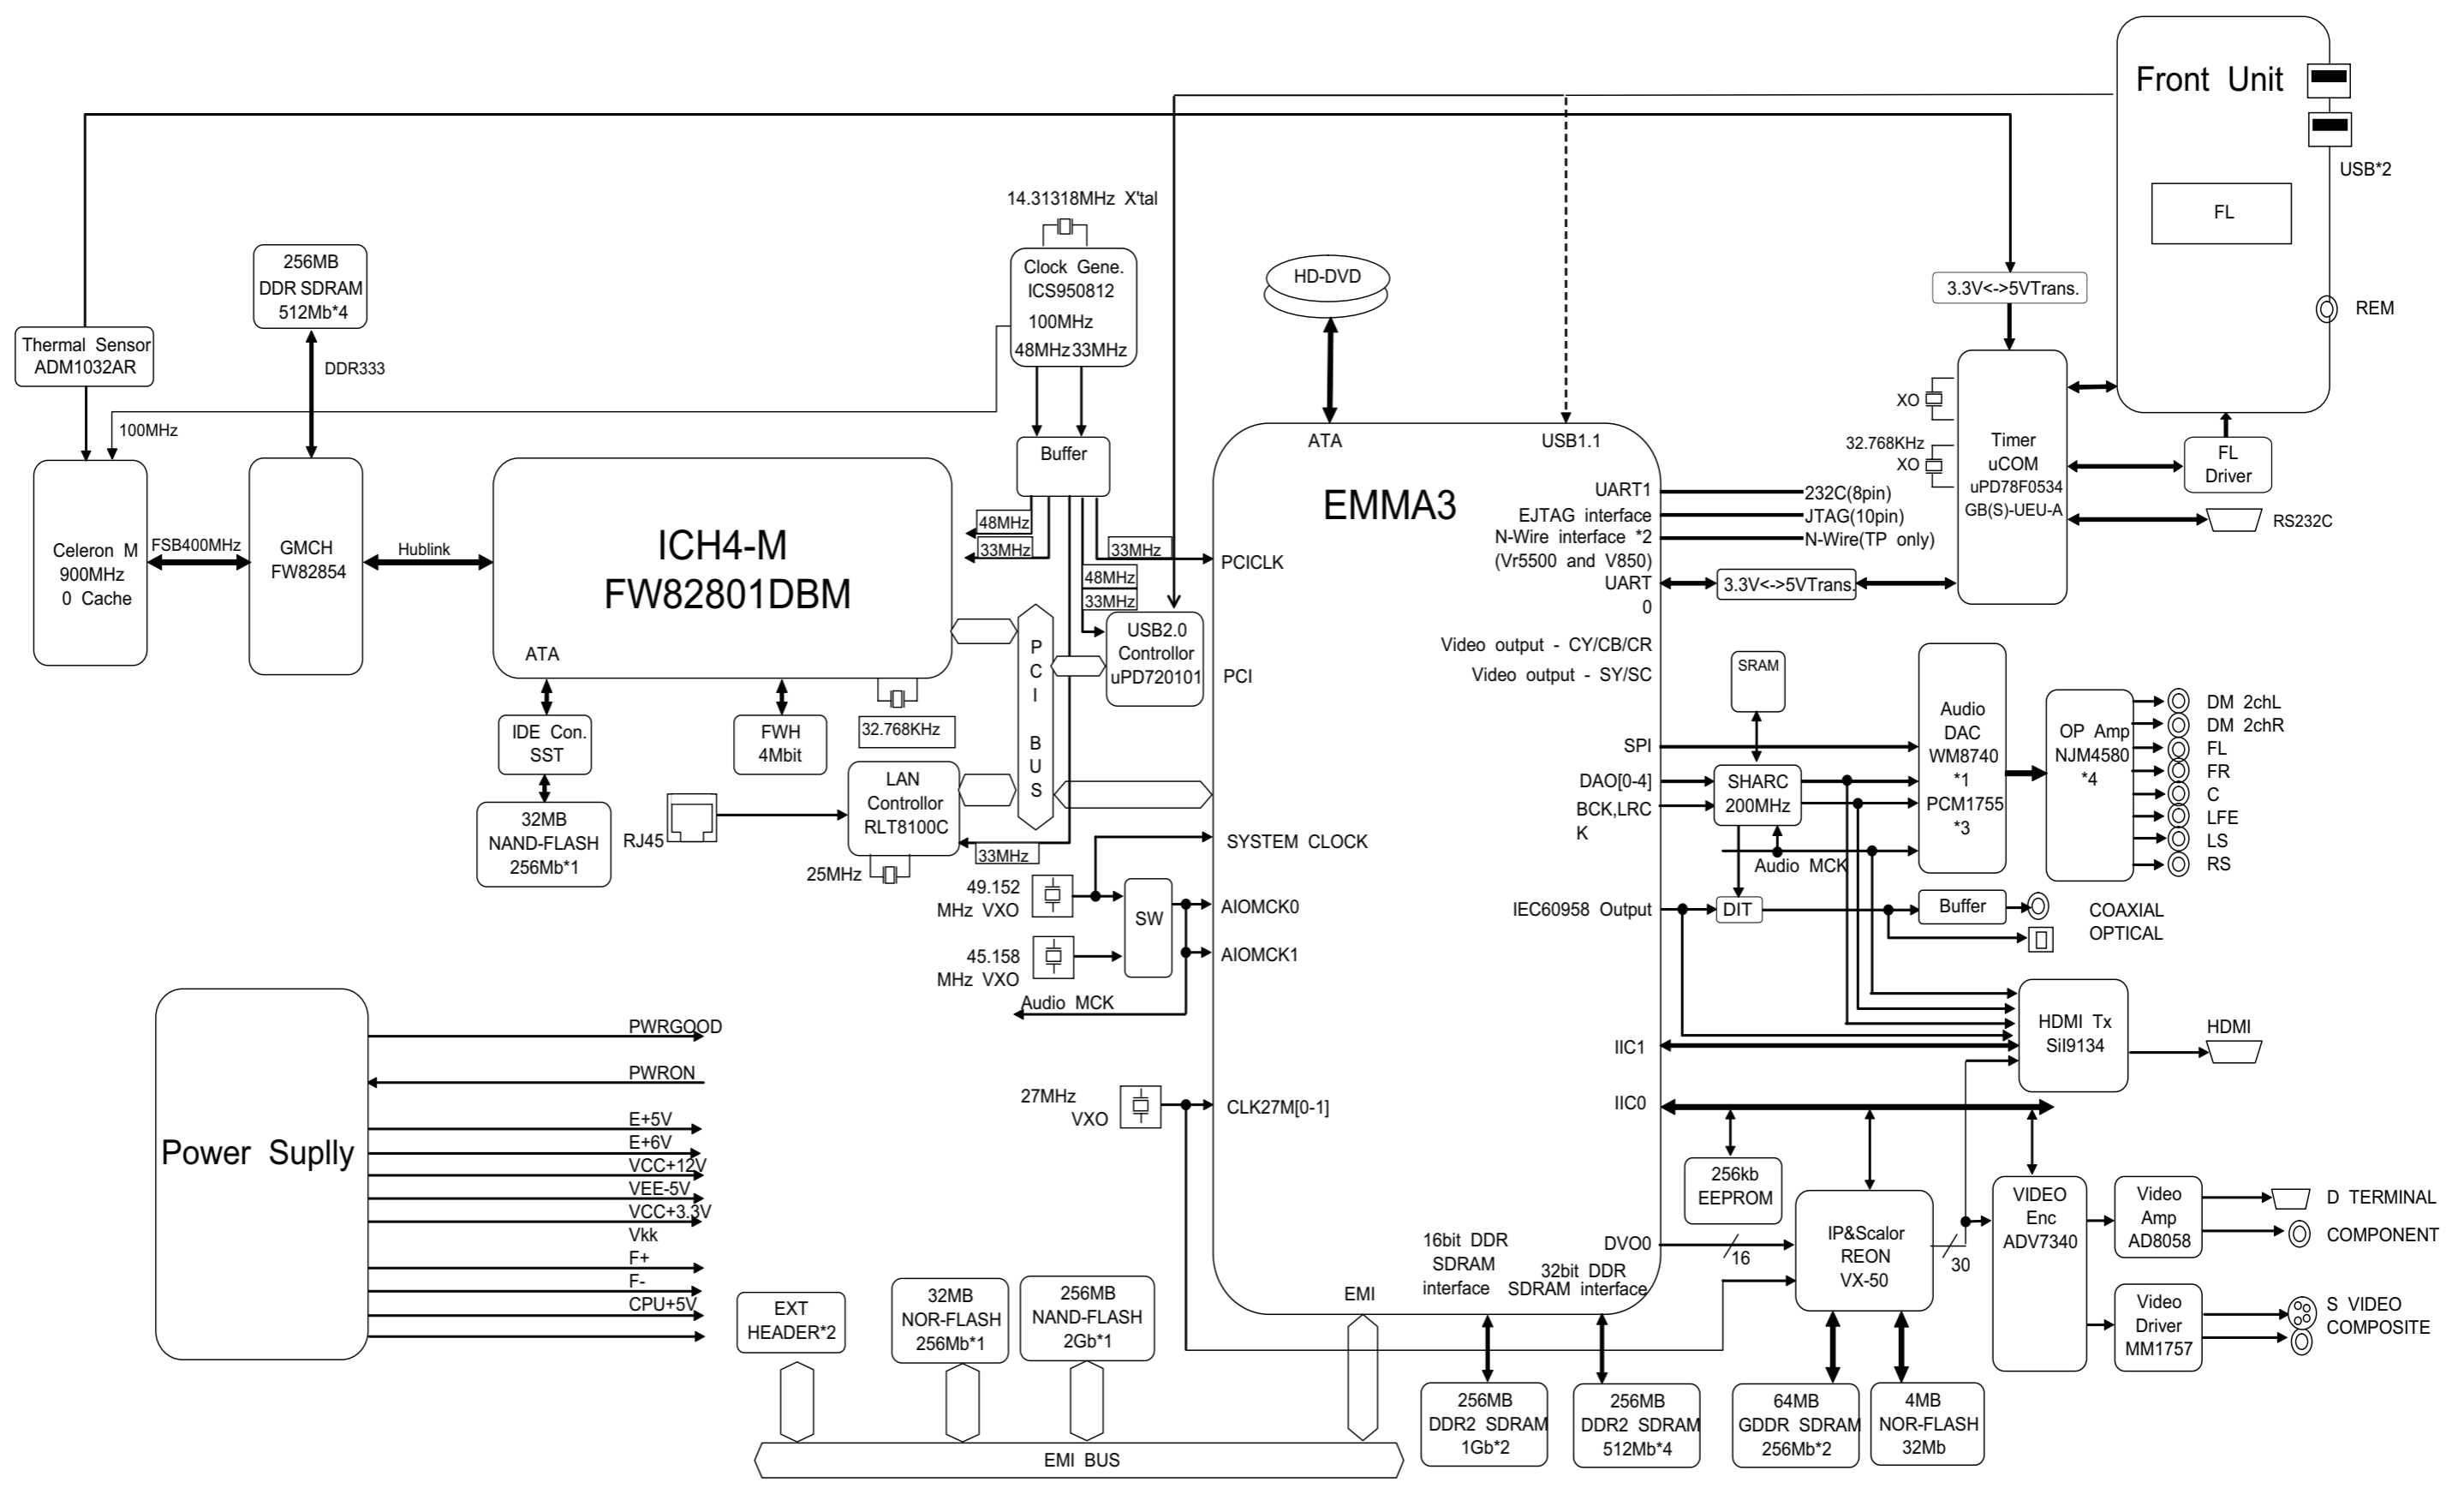 Front Unit
USB*2
FL
REM
14.31318MHz X'tal
Clock Gene.
ICS950812
100MHz
48MHz 33MHz
256MB
DDR SDRAM
512Mb*4
HD-DVD
3.3V<->5VTrans.
Thermal Sensor
ADM1032AR
DDR333
100MHz
Buffer
XO
32.768KHz
XO
Timer
uCOM
uPD78F0534
GB(S)-UEU-A
FL
Driver
RS232C
Celeron M
900MHz
0 Cache
FSB400MHz
GMCH
FW82854
Hublink
ICH4-M
FW82801DBM
ATA
48MHz
33MHz
33MHz
48MHz
33MHz
USB2.0
Controllor
uPD720101
PCI BUS
EMMA3
ATA
USB1.1
UART1
232C(8pin)
EJTAG interface
JTAG(10pin)
N-Wire interface *2
N-Wire(TP only)
(Vr5500 and V850)
UART
0
3.3V<->5VTrans.
PCICLK
PCI
Video output - CY/CB/CR
Video output - SY/SC
IDE Con.
SST
32MB
NAND-FLASH
256Mb*1
FWH
4Mbit
32.768KHz
RJ45
LAN
Controllor
RLT8100C
25MHz
33MHz
SRAM
SPI
DAO[0-4]
BCK,LRC
K
SHARC
200MHz
Audio MCK
Audio
DAC
WM8740
*1
PCM1755
*3
OP Amp
NJM4580
*4
DM 2chL
DM 2chR
FL
FR
C
LFE
LS
RS
SYSTEM CLOCK
49.152
MHz VXO
SW
AIOMCK0
45.158
MHz VXO
AIOMCK1
Audio MCK
IEC60958 Output
DIT
Buffer
COAXIAL
OPTICAL
IIC1
HDMI Tx
SiI9134
HDMI
27MHz
VXO
CLK27M[0-1]
IIC0
Power Suplly
PWRGOOD
PWRON
E+5V
E+6V
VCC+12V
VEE-5V
VCC+3.3V
Vkk
F+
F-
CPU+5V
256kb
EEPROM
IP&Scalor
REON
VX-50
DVO0
16
30
VIDEO
Enc
ADV7340
Video
Amp
AD8058
D TERMINAL
COMPONENT
Video
Driver
MM1757
S VIDEO
COMPOSITE
16bit DDR
SDRAM
interface
32bit DDR
SDRAM interface
EMI
EXT
HEADER*2
32MB
NOR-FLASH
256Mb*1
256MB
NAND-FLASH
2Gb*1
256MB
DDR2 SDRAM
1Gb*2
256MB
DDR2 SDRAM
512Mb*4
64MB
GDDR SDRAM
256Mb*2
4MB
NOR-FLASH
32Mb
EMI BUS